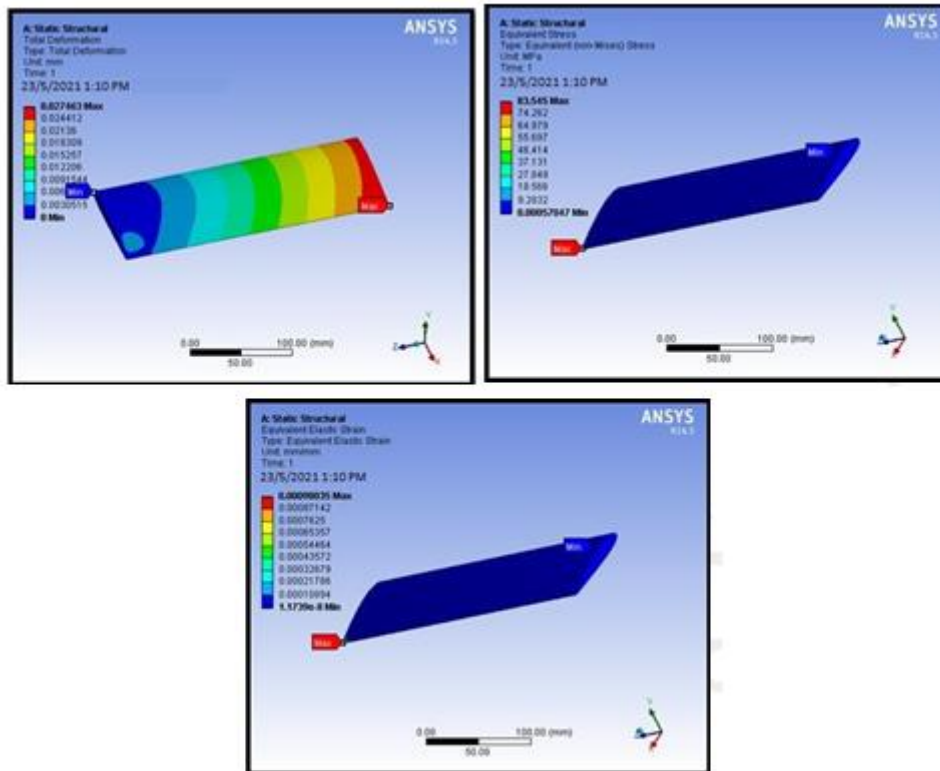 A: Static Structural
Total Deformation
Type: Total Deformation
Unit: mm
Time: 1
23/5/2021 1:10 PM
ANSYS
R14.5
0.027463 Max
0.024412
0.02136
0.018309
0.015257
0.012206
0.0091544
0.0030515
0 Min
Min
Max
0.00
100.00 (mm)
50.00
Y
Z
X
A: Static Structural
Equivalent Stress
Type: Equivalent (von-Mises) Stress
Unit: MPa
Time: 1
23/5/2021 1:10 PM
ANSYS
R14.5
83.545 Max
74.262
64.979
55.697
46.414
37.131
27.849
18.566
9.2832
0.00057847 Min
Min
Max
0.00
100.00 (mm)
50.00
A: Static Structural
Equivalent Elastic Strain
Type: Equivalent Elastic Strain
Unit: mm/mm
Time: 1
23/5/2021 1:10 PM
ANSYS
R14.5
0.00098035 Max
0.00087142
0.0007625
0.00065357
0.00054464
0.00043572
0.00032679
0.00021786
0.00010894
1.1739e-8 Min
Min
Max
0.00
100.00 (mm)
50.00